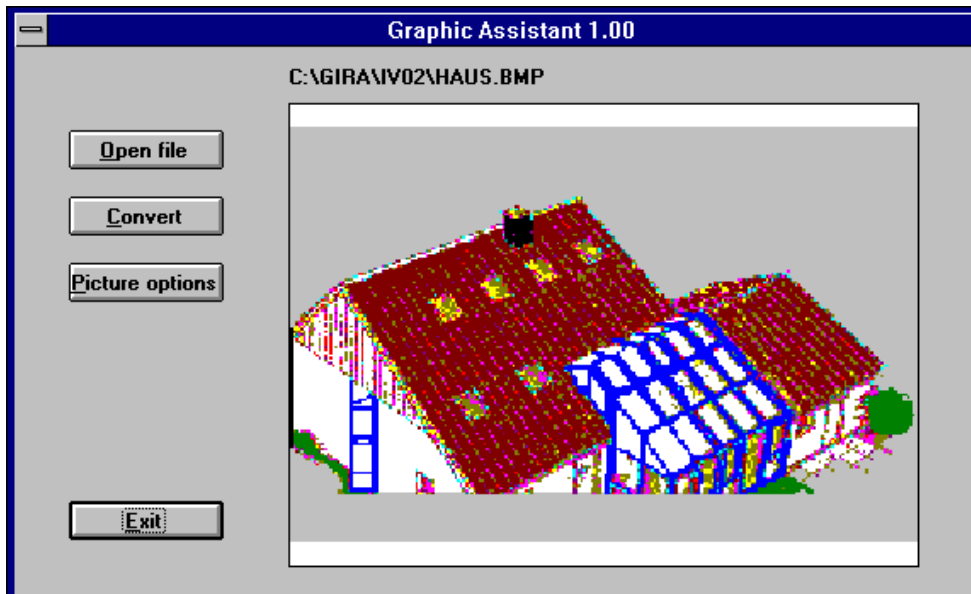 Graphic Assistant 1.00
C:\GIRA\IV02\HAUS.BMP
Open file
Convert
Picture options
Exit